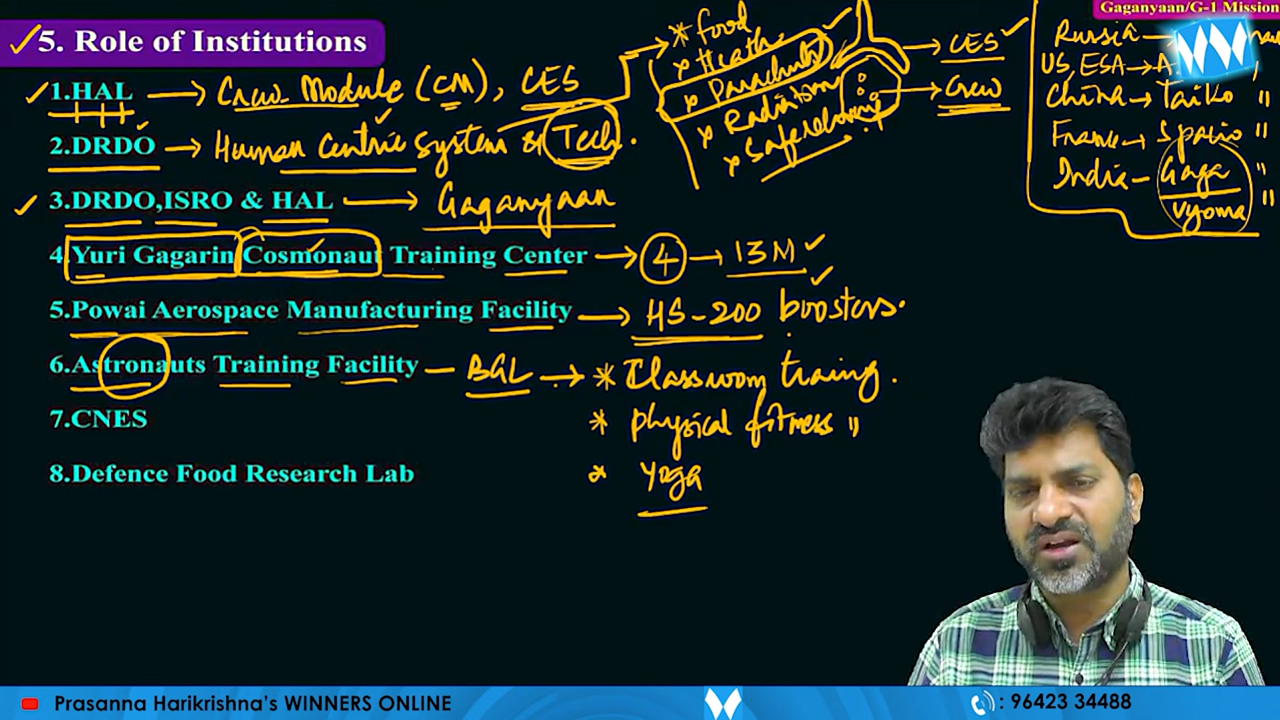 Gaganyaan/G-1 Mission
✓5. Role of Institutions
✓1.HAL → Crew Module (CM), CES
2.DRDO → Human Centric System & Tech.
✓3.DRDO,ISRO & HAL → Gaganyaan
4.Yuri Gagarin Cosmonaut Training Center → 4 → 13M ✓
5.Powai Aerospace Manufacturing Facility → HS-200 boosters.
6.Astronauts Training Facility – BGL → * Classroom traing.
* physical fitness "
* Yoga
7.CNES
8.Defence Food Research Lab
* food
* Heath
* Parachute
* Radiation
* Safe
→ CES ✓
→ Crew
Russia →
US, ESA → A "
China → Taiko "
France → Spatio "
India – Gaga "
Vyoma "
Prasanna Harikrishna's WINNERS ONLINE
: 96423 34488